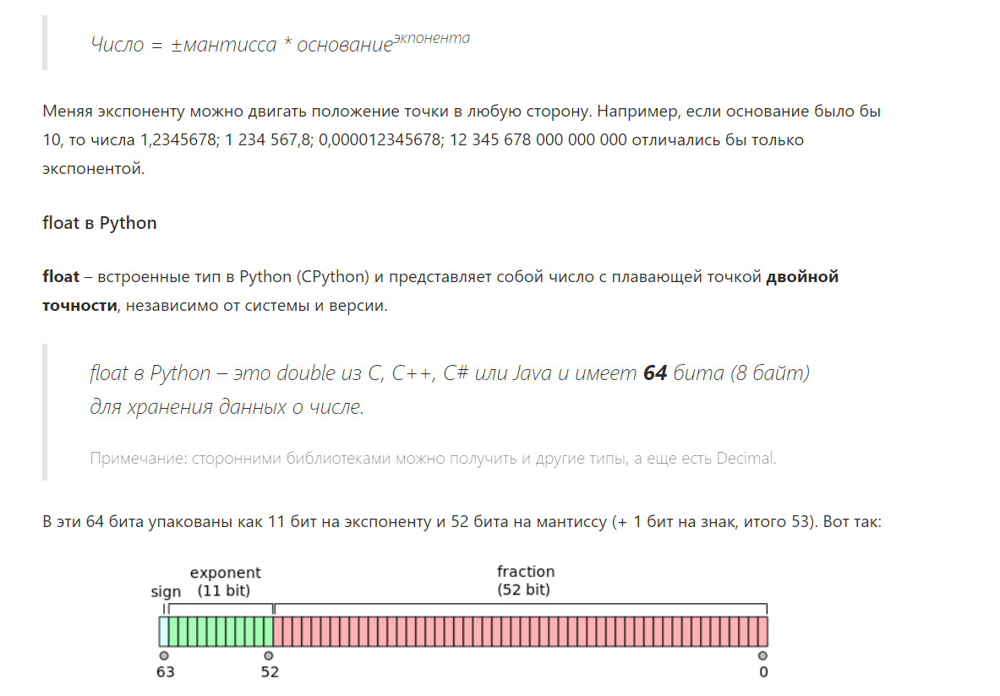 Число = ±мантисса * основание^экпонента
Меняя экспоненту можно двигать положение точки в любую сторону. Например, если основание было бы
10, то числа 1,2345678; 1 234 567,8; 0,000012345678; 12 345 678 000 000 000 отличались бы только
экспонентой.
float в Python
float – встроенные тип в Python (CPython) и представляет собой число с плавающей точкой двойной
точности, независимо от системы и версии.
float в Python – это double из C, C++, C# или Java и имеет 64 бита (8 байт)
для хранения данных о числе.
Примечание: сторонними библиотеками можно получить и другие типы, а еще есть Decimal.
В эти 64 бита упакованы как 11 бит на экспоненту и 52 бита на мантиссу (+ 1 бит на знак, итого 53). Вот так:
exponent
(11 bit)
fraction
(52 bit)
sign
63
52
0